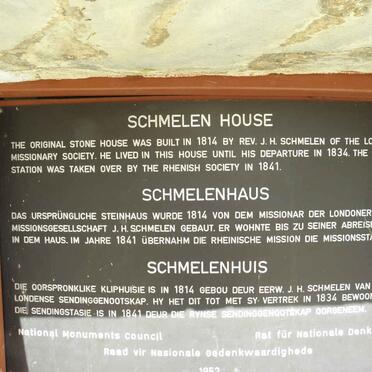 SCHMELEN HOUSE
THE ORIGINAL STONE HOUSE WAS BUILT IN 1814 BY REV. J. H. SCHMELEN OF THE LO
MISSIONARY SOCIETY. HE LIVED IN THIS HOUSE UNTIL HIS DEPARTURE IN 1834. THE
STATION WAS TAKEN OVER BY THE RHENISH SOCIETY IN 1841.
SCHMELENHAUS
DAS URSPRÜNGLICHE STEINHAUS WURDE 1814 VON DEM MISSIONAR DER LONDONER
MISSIONSGESELLSCHAFT J. H. SCHMELEN GEBAUT. ER WOHNTE BIS ZU SEINER ABREISE
IN DEM HAUS. IM JAHRE 1841 ÜBERNAHM DIE RHEINISCHE MISSION DIE MISSIONSSTA
SCHMELENHUIS
DIE OORSPRONKLIKE KLIPHUISIE IS IN 1814 GEBOU DEUR EERW. J. H. SCHMELEN VAN
LONDENSE SENDINGGENOOTSKAP. HY HET DIT TOT MET SY VERTREK IN 1834 BEWOON
DIE SENDINGSTASIE IS IN 1841 DEUR DIE RYNSE SENDINGGENOOTSKAP OORGENEEM.
National Monuments Council Rat für Nationale Denk
Raad vir Nasionale Gedenkwaardighede
1952